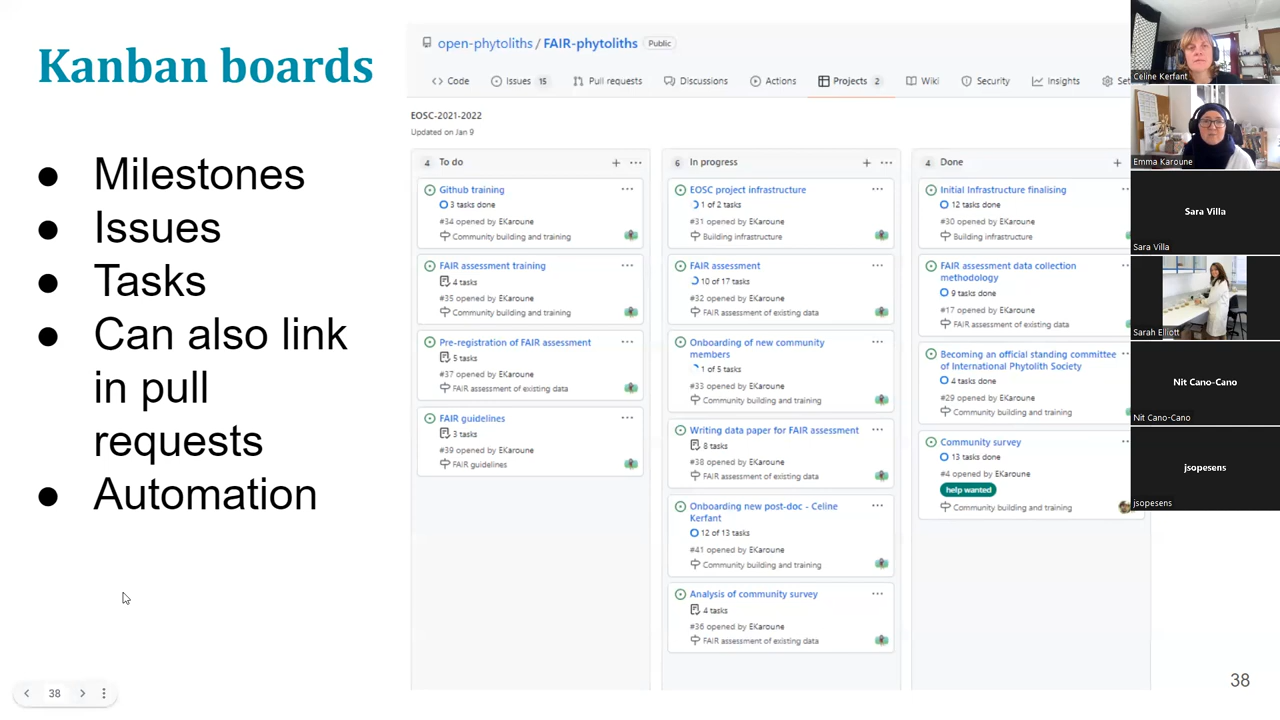 Kanban boards
● Milestones
● Issues
● Tasks
● Can also link
in pull
requests
● Automation
open-phytoliths / FAIR-phytoliths Public
Code Issues 15 Pull requests Discussions Actions Projects 2 Wiki Security Insights
EOSC-2021-2022
Updated on Jan 9
4 To do
Github training
3 tasks done
#34 opened by EKaroune
Community building and training
FAIR assessment training
4 tasks
#35 opened by EKaroune
Community building and training
Pre-registration of FAIR assessment
5 tasks
#37 opened by EKaroune
FAIR assessment of existing data
FAIR guidelines
3 tasks
#39 opened by EKaroune
FAIR guidelines
6 In progress
EOSC project infrastructure
1 of 2 tasks
#31 opened by EKaroune
Building infrastructure
FAIR assessment
10 of 17 tasks
#32 opened by EKaroune
FAIR assessment of existing data
Onboarding of new community
members
1 of 5 tasks
#33 opened by EKaroune
Community building and training
Writing data paper for FAIR assessment
8 tasks
#38 opened by EKaroune
FAIR assessment of existing data
Onboarding new post-doc - Celine
Kerfant
12 of 13 tasks
#41 opened by EKaroune
Community building and training
Analysis of community survey
4 tasks
#36 opened by EKaroune
FAIR assessment of existing data
4 Done
Initial Infrastructure finalising
12 tasks done
#30 opened by EKaroune
Building infrastructure
FAIR assessment data collection
methodology
9 tasks done
#17 opened by EKaroune
FAIR assessment of existing data
Becoming an official standing committee
of International Phytolith Society
4 tasks done
#29 opened by EKaroune
Community building and training
Community survey
13 tasks done
#4 opened by EKaroune
help wanted
Community building and training
Celine Kerfant
Emma Karoune
Sara Villa
Sara Villa
Sarah Elliott
Nit Cano-Cano
Nit Cano-Cano
jsopesens
jsopesens
38
38